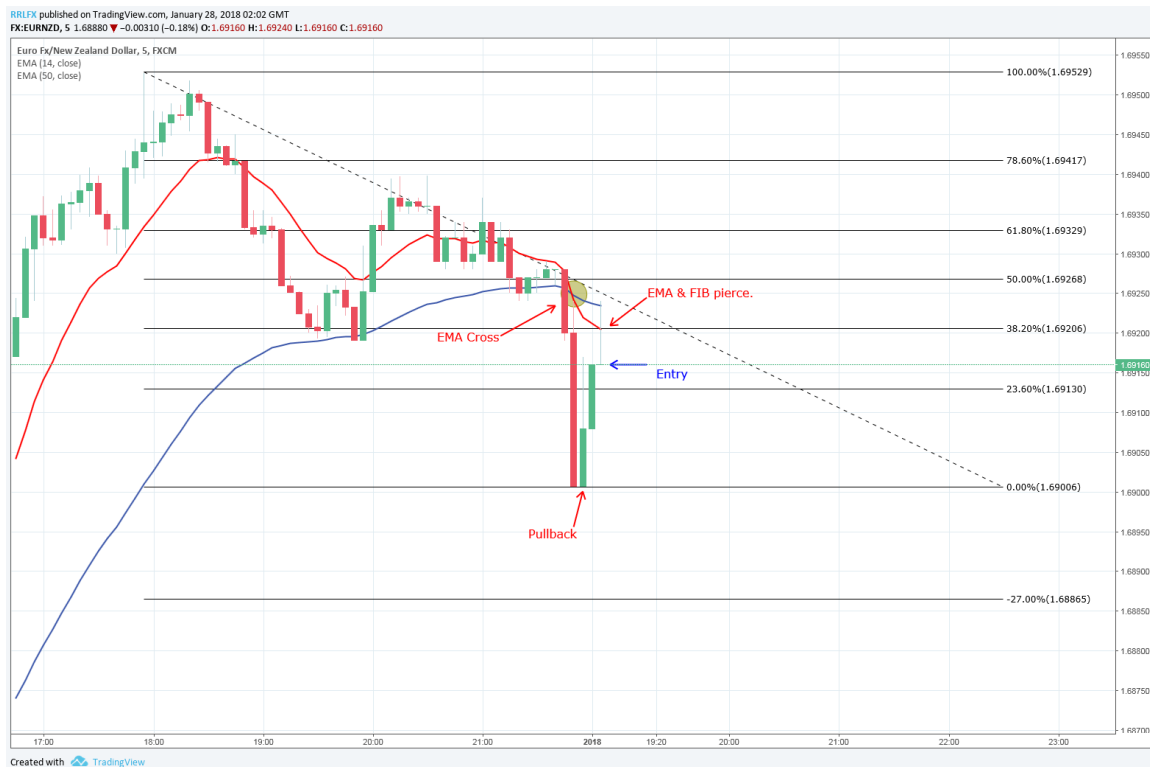 RRLFX published on TradingView.com, January 28, 2018 02:02 GMT
FX:EURNZD, 5 1.68880 ▼ −0.00310 (−0.18%) O:1.69160 H:1.69240 L:1.69160 C:1.69160
Euro Fx/New Zealand Dollar, 5, FXCM
EMA (14, close)
EMA (50, close)
1.69550
100.00%(1.69529)
1.69500
1.69450
78.60%(1.69417)
1.69400
1.69350
61.80%(1.69329)
1.69300
50.00%(1.69268)
1.69250
EMA & FIB pierce.
EMA Cross
38.20%(1.69206)
1.69200
1.69160
1.69150
Entry
23.60%(1.69130)
1.69100
1.69050
0.00%(1.69006)
1.69000
Pullback
1.68950
1.68900
-27.00%(1.68865)
1.68850
1.68800
1.68750
1.68700
17:00 18:00 19:00 20:00 21:00 2018 19:20 20:00 21:00 22:00 23:00
Created with TradingView